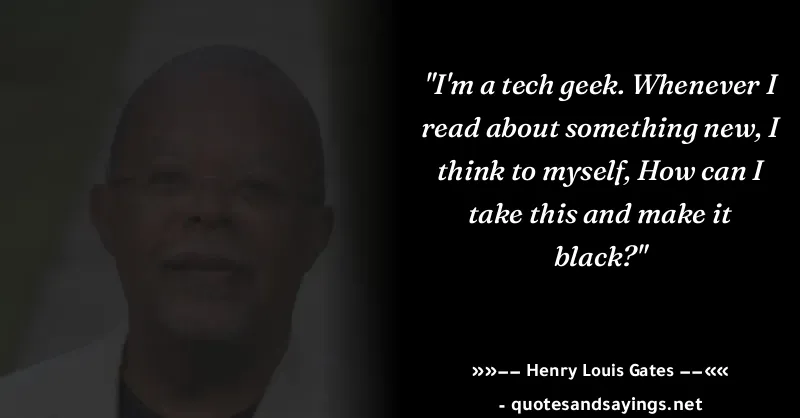 "I'm a tech geek. Whenever I
read about something new, I
think to myself, How can I
take this and make it
black?"
»»−− Henry Louis Gates −−««
- quotesandsayings.net